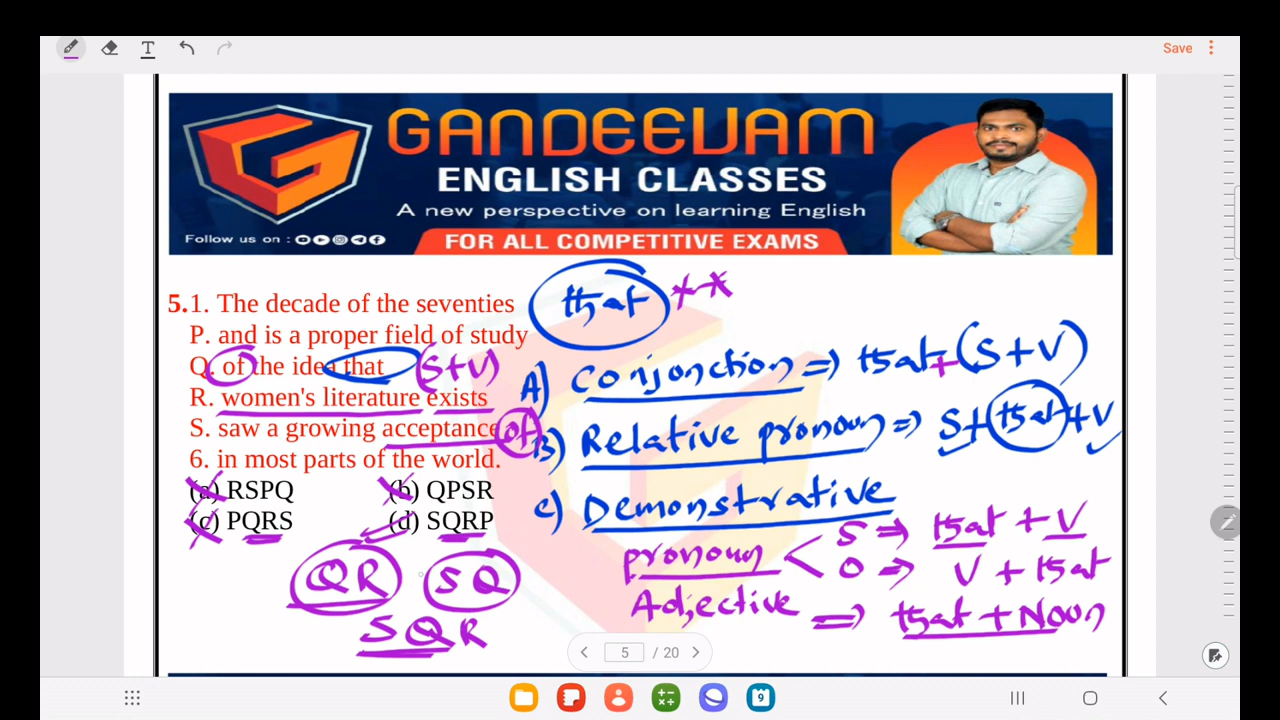 Save
GANDEEVAM
ENGLISH CLASSES
A new perspective on learning English
Follow us on :
FOR ALL COMPETITIVE EXAMS
5.1. The decade of the seventies
P. and is a proper field of study
Q. of the idea that (S+V)
R. women's literature exists
S. saw a growing acceptance of
6. in most parts of the world.
(a) RSPQ (b) QPSR
(c) PQRS (d) SQRP
QR SQ
SQR
that
A) Conjonction => that + (S+V)
B) Relative pronoun => S+that+V
c) Demonstrative
pronoun < S => that + V
O => V + that
Adjective => that + Noun
5 / 20
9